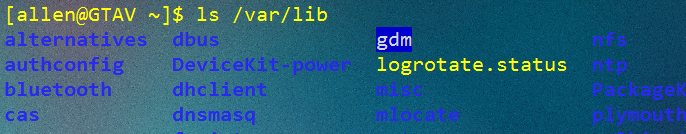 [allen@GTAV ~]$ ls /var/lib
alternatives dbus gdm nfs
authconfig DeviceKit-power logrotate.status ntp
bluetooth dhclient misc PackageK
cas dnsmasq mlocate plymouth